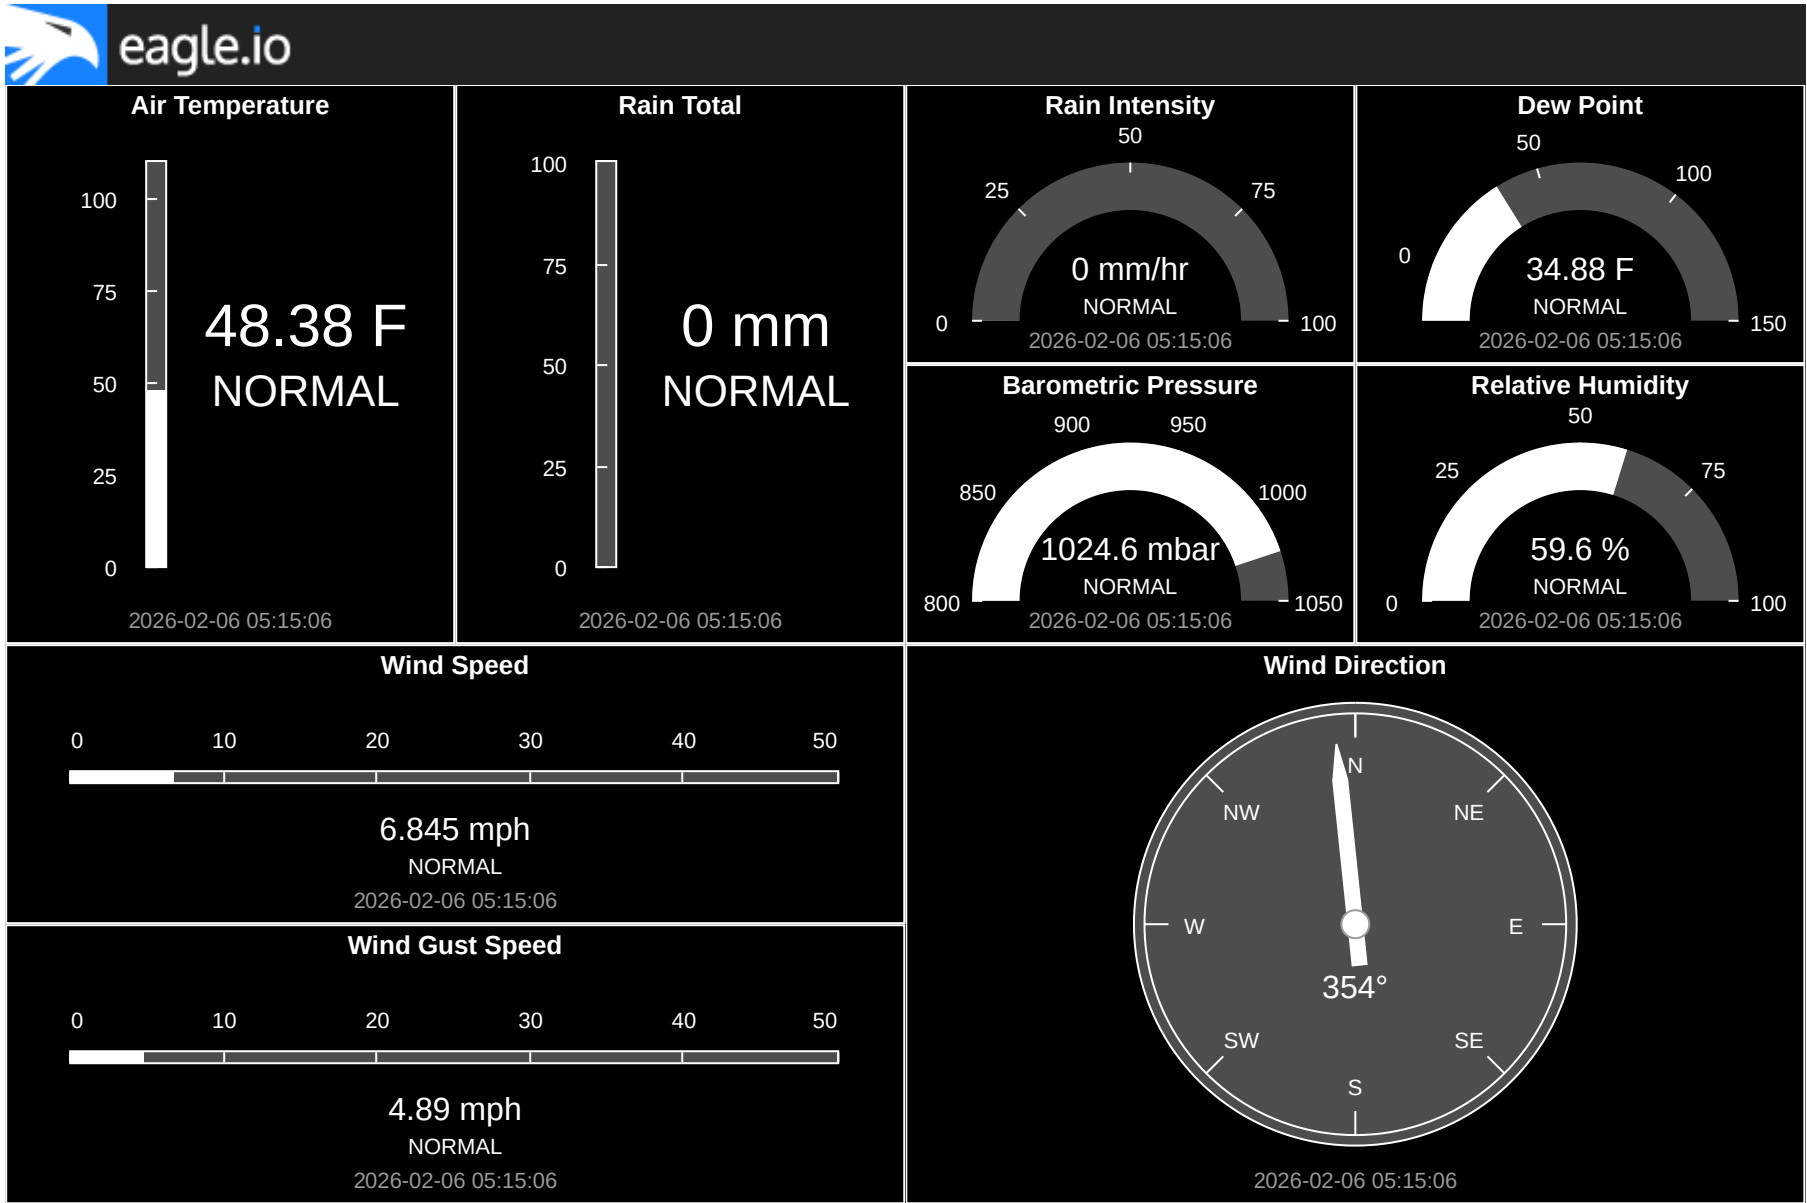 eagle.io
Air Temperature
100
75
50
25
0
48.38 F
NORMAL
2026-02-06 05:15:06
Rain Total
100
75
50
25
0
0 mm
NORMAL
2026-02-06 05:15:06
Rain Intensity
0
25
50
75
100
0 mm/hr
NORMAL
2026-02-06 05:15:06
Dew Point
0
50
100
150
34.88 F
NORMAL
2026-02-06 05:15:06
Barometric Pressure
800
850
900
950
1000
1050
1024.6 mbar
NORMAL
2026-02-06 05:15:06
Relative Humidity
0
25
50
75
100
59.6 %
NORMAL
2026-02-06 05:15:06
Wind Speed
0 10 20 30 40 50
6.845 mph
NORMAL
2026-02-06 05:15:06
Wind Gust Speed
0 10 20 30 40 50
4.89 mph
NORMAL
2026-02-06 05:15:06
Wind Direction
N
NW NE
W E
354°
SW SE
S
2026-02-06 05:15:06